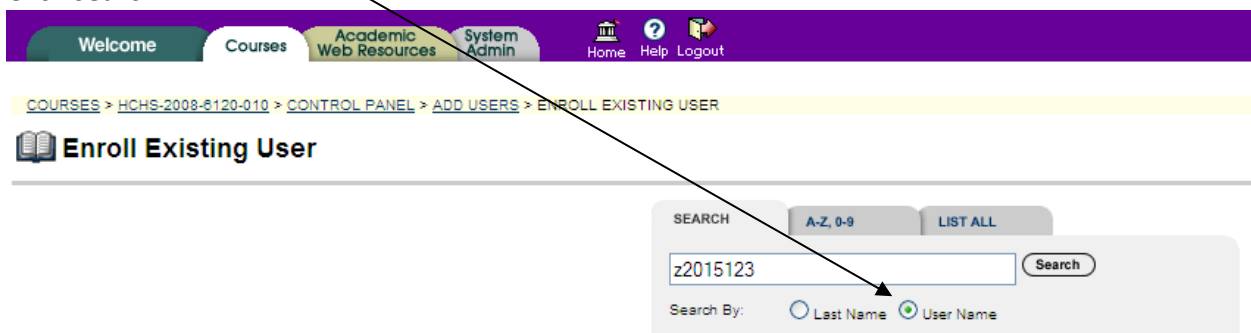 Welcome Courses Academic Web Resources System Admin Home Help Logout
COURSES > HCHS-2008-6120-010 > CONTROL PANEL > ADD USERS > ENROLL EXISTING USER
Enroll Existing User
SEARCH A-Z, 0-9 LIST ALL
z2015123 Search
Search By: Last Name User Name